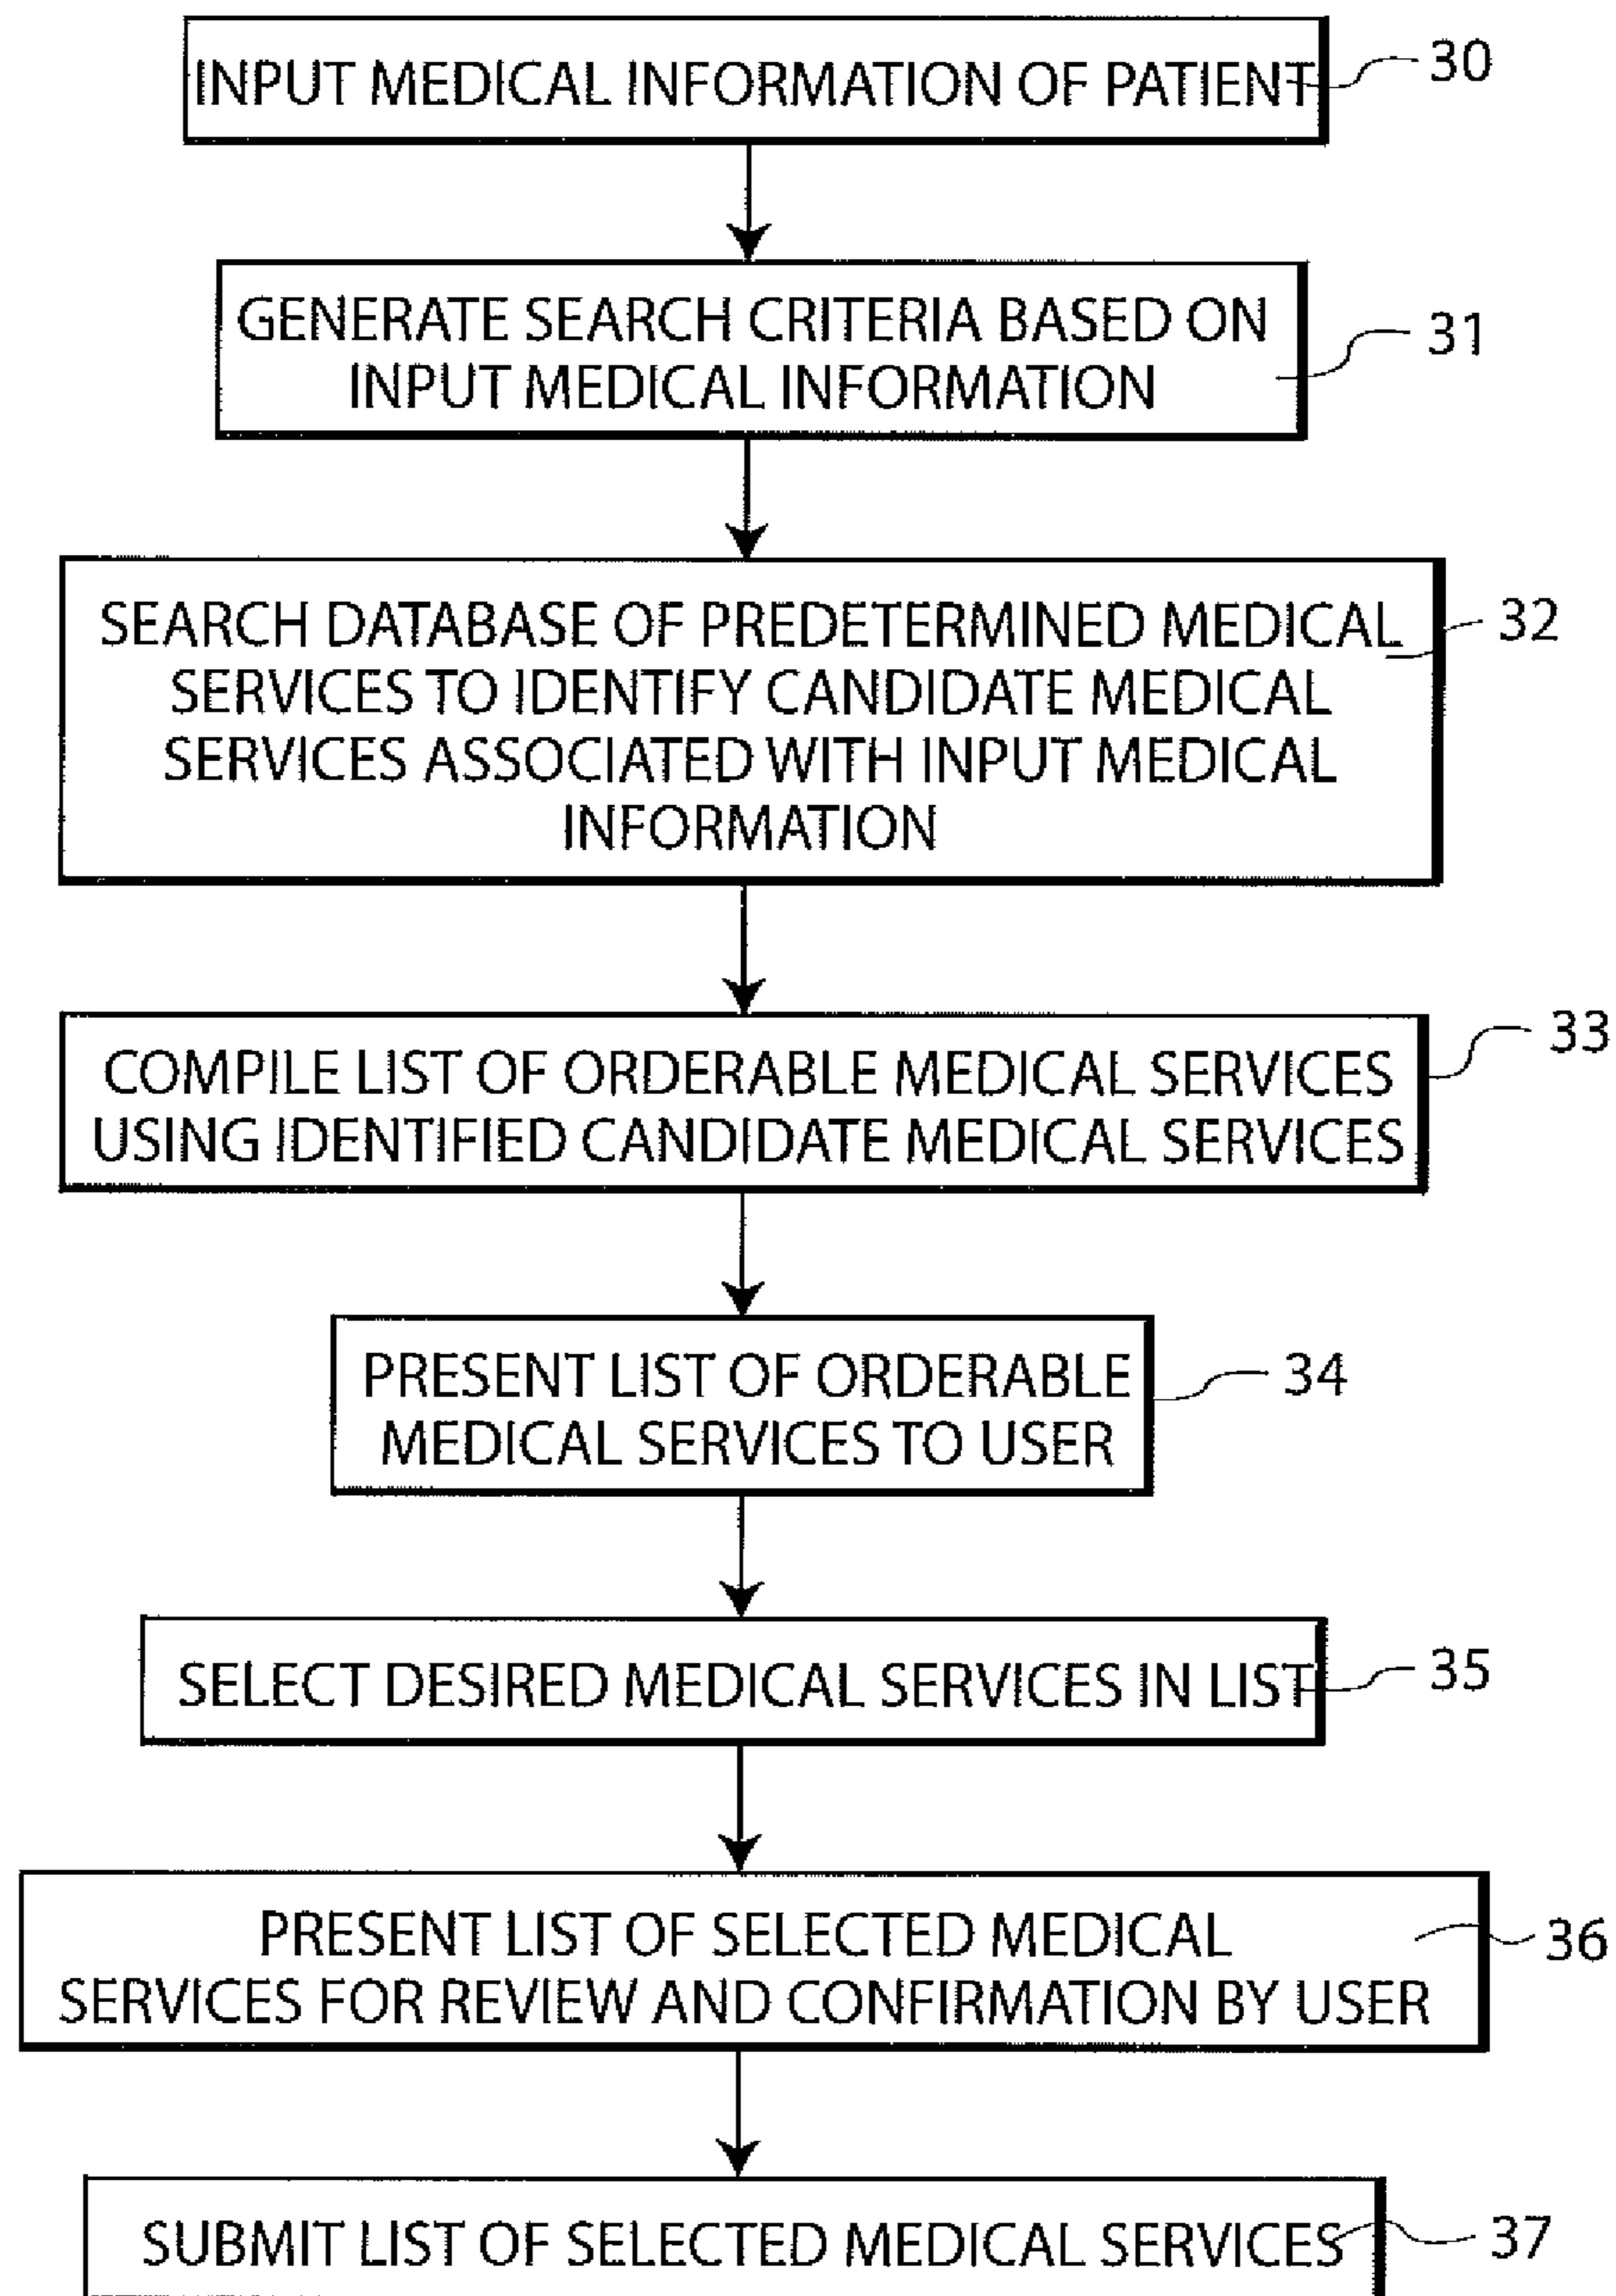 INPUT MEDICAL INFORMATION OF PATIENT
30
GENERATE SEARCH CRITERIA BASED ON
INPUT MEDICAL INFORMATION
31
SEARCH DATABASE OF PREDETERMINED MEDICAL
SERVICES TO IDENTIFY CANDIDATE MEDICAL
SERVICES ASSOCIATED WITH INPUT MEDICAL
INFORMATION
32
COMPILE LIST OF ORDERABLE MEDICAL SERVICES
USING IDENTIFIED CANDIDATE MEDICAL SERVICES
33
PRESENT LIST OF ORDERABLE
MEDICAL SERVICES TO USER
34
SELECT DESIRED MEDICAL SERVICES IN LIST
35
PRESENT LIST OF SELECTED MEDICAL
SERVICES FOR REVIEW AND CONFIRMATION BY USER
36
SUBMIT LIST OF SELECTED MEDICAL SERVICES
37